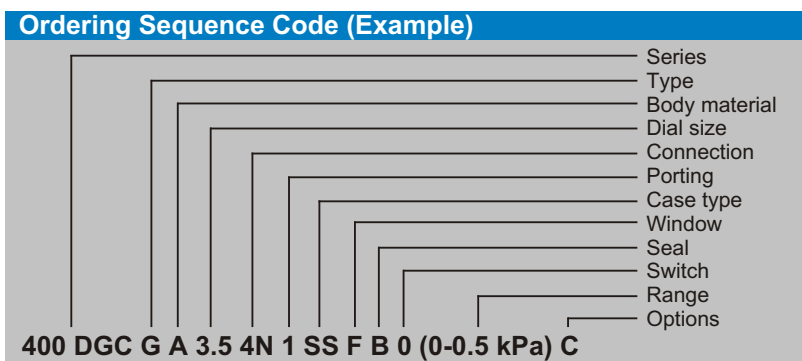 Ordering Sequence Code (Example)
Series
Type
Body material
Dial size
Connection
Porting
Case type
Window
Seal
Switch
Range
Options
400 DGC G A 3.5 4N 1 SS F B 0 (0-0.5 kPa) C